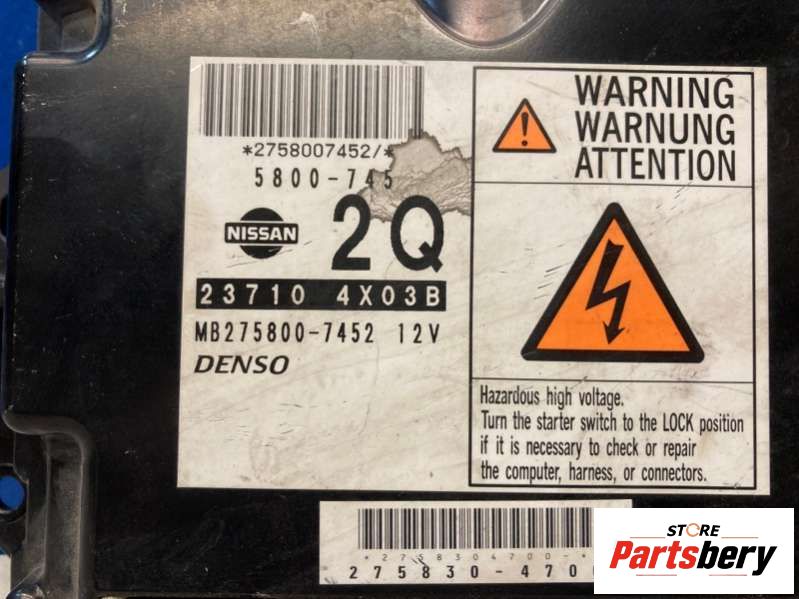 *2758007452/*
5800-745
NISSAN
2Q
23710 4X03B
MB275800-7452 12V
DENSO
WARNING
WARNUNG
ATTENTION
Hazardous high voltage.
Turn the starter switch to the LOCK position
if it is necessary to check or repair
the computer, harness, or connectors.
*2758304700-*
275830-470
STORE
Partsbery